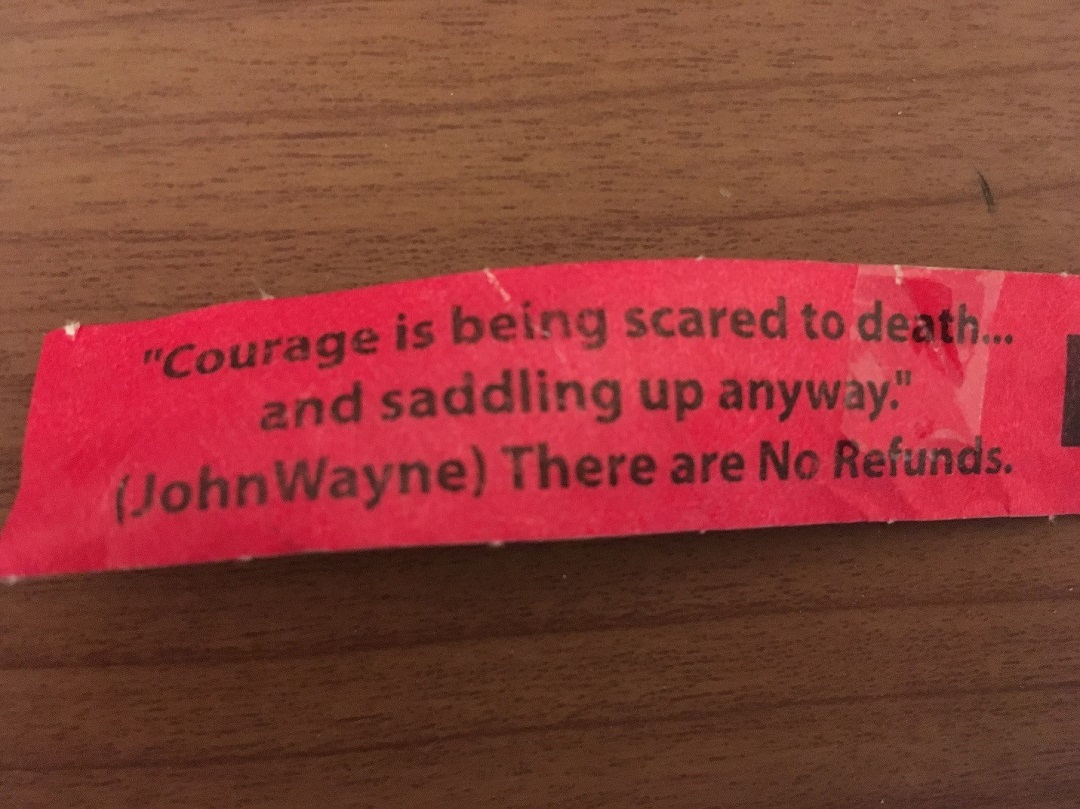 "Courage is being scared to death...
and saddling up anyway."
(JohnWayne) There are No Refunds.